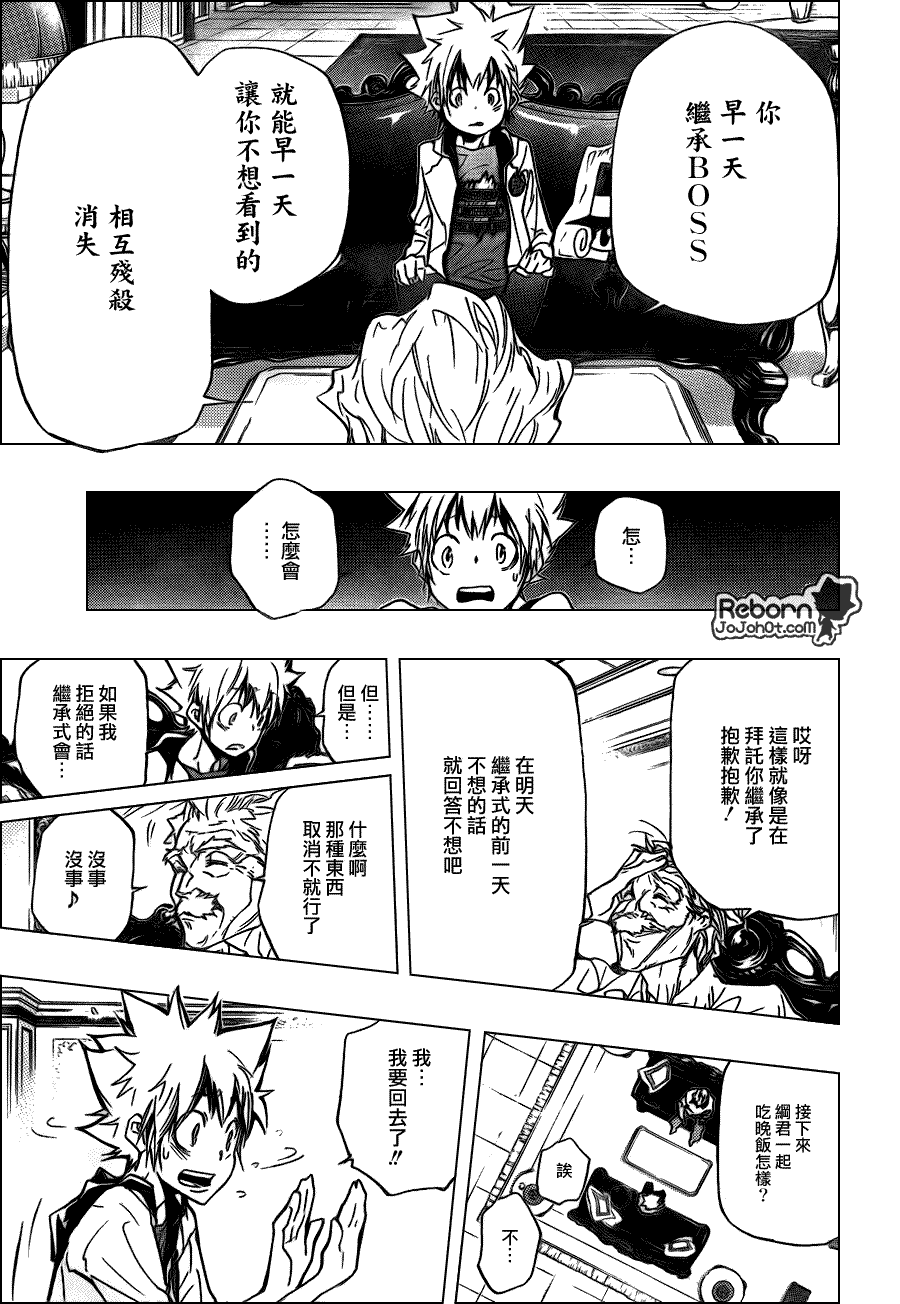 你
早一天
繼承BOSS
就能早一天
讓你不想看到的
相互殘殺
消失
怎…
怎麼會
……
Reborn
JoJohOt.com
哎呀
這樣就像是在
拜託你繼承了
抱歉抱歉！
在明天
繼承式的前一天
不想的話
就回答不想吧
但……
但是…
如果我
拒絕的話
繼承式會…
什麼啊
那種東西
取消不就行了
沒事
沒事♪
接下來
綱君一起
吃晚飯怎樣？
誒
不…
我…
我要回去了!!